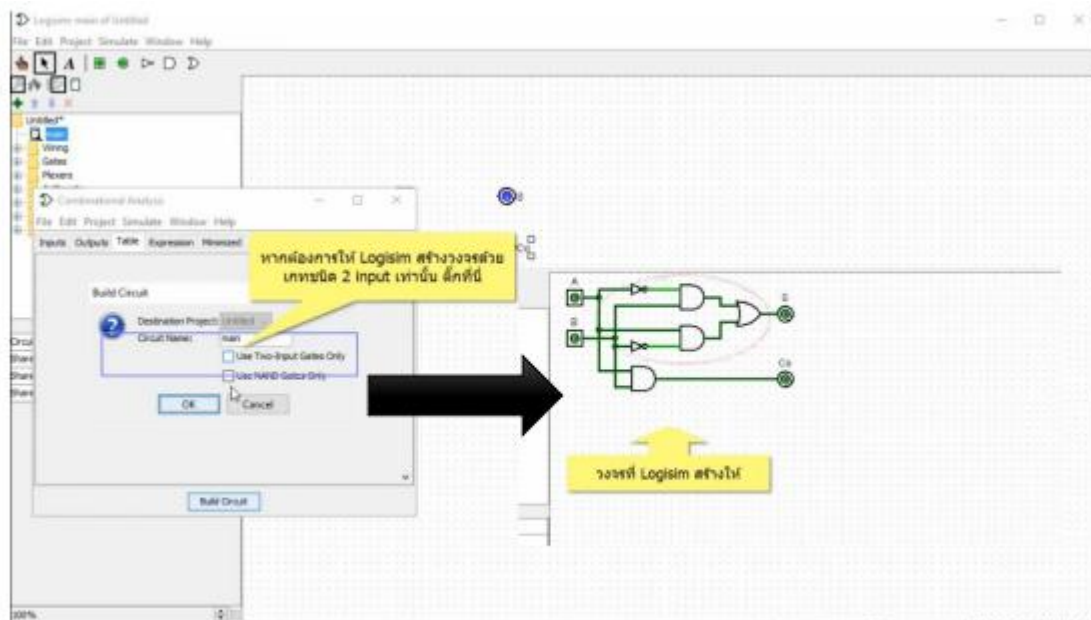 Logisim: main of Untitled
File Edit Project Simulate Window Help
A
Untitled*
main
Wiring
Gates
Plexers
Combinational Analysis
File Edit Project Simulate Window Help
Inputs Outputs Table Expression Minimized
หากต้องการให้ Logisim สร้างวงจรด้วย
เกทชนิด 2 input เท่านั้น ติ๊กที่นี่
Build Circuit
Destination Project: Untitled
Circuit Name: main
Use Two-Input Gates Only
Use NAND Gates Only
OK Cancel
Build Circuit
A
B
S
Co
วงจรที่ Logisim สร้างให้
100%